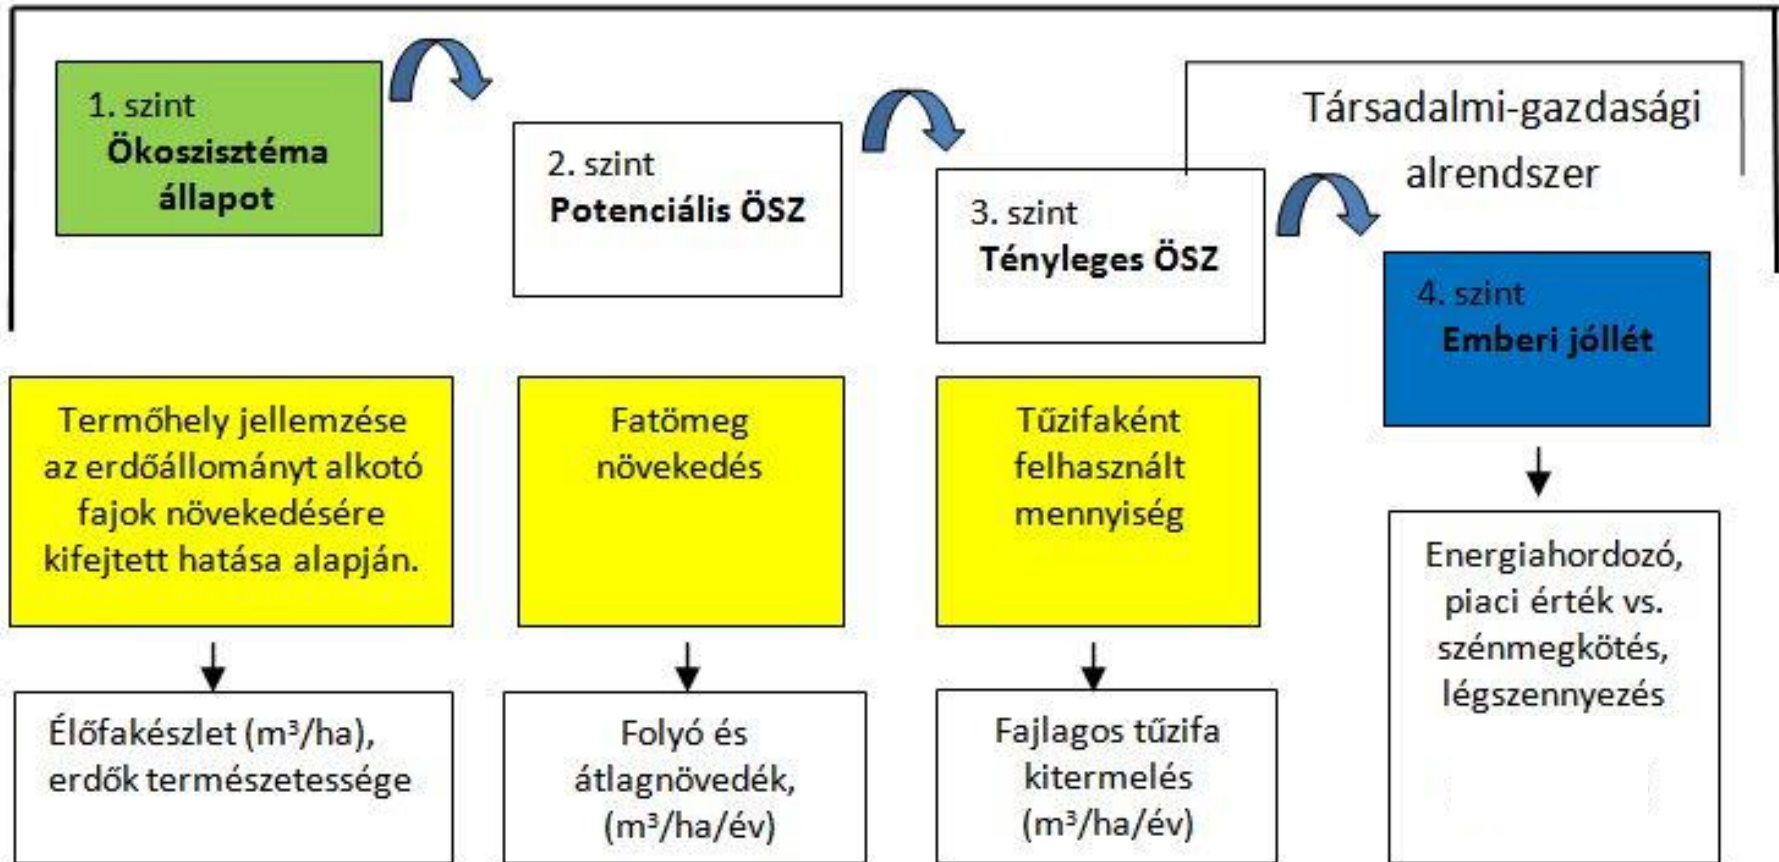 1. szint
Ökoszisztéma
állapot
2. szint
Potenciális ÖSZ
3. szint
Tényleges ÖSZ
Társadalmi-gazdasági
alrendszer
4. szint
Emberi jóllét
Termőhely jellemzése
az erdőállományt alkotó
fajok növekedésére
kifejtett hatása alapján.
Fatömeg
növekedés
Tűzifaként
felhasznált
mennyiség
Élőfakészlet (m³/ha),
erdők természetessége
Folyó és
átlagnövedék,
(m³/ha/év)
Fajlagos tűzifa
kitermelés
(m³/ha/év)
Energiahordozó,
piaci érték vs.
szénmegkötés,
légszennyezés